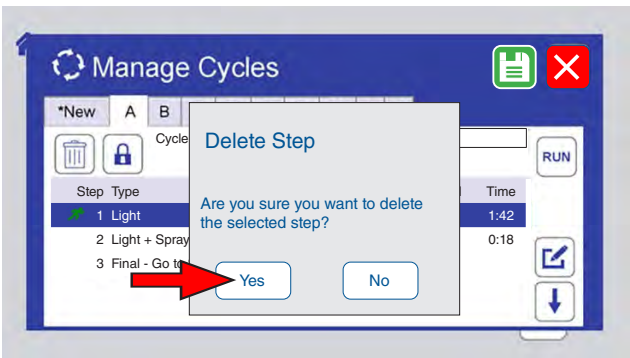 Manage Cycles
*New A B
Cycle
RUN
Step Type Time
1 Light 1:42
2 Light + Spray 0:18
3 Final - Go to
Delete Step
Are you sure you want to delete
the selected step?
Yes No